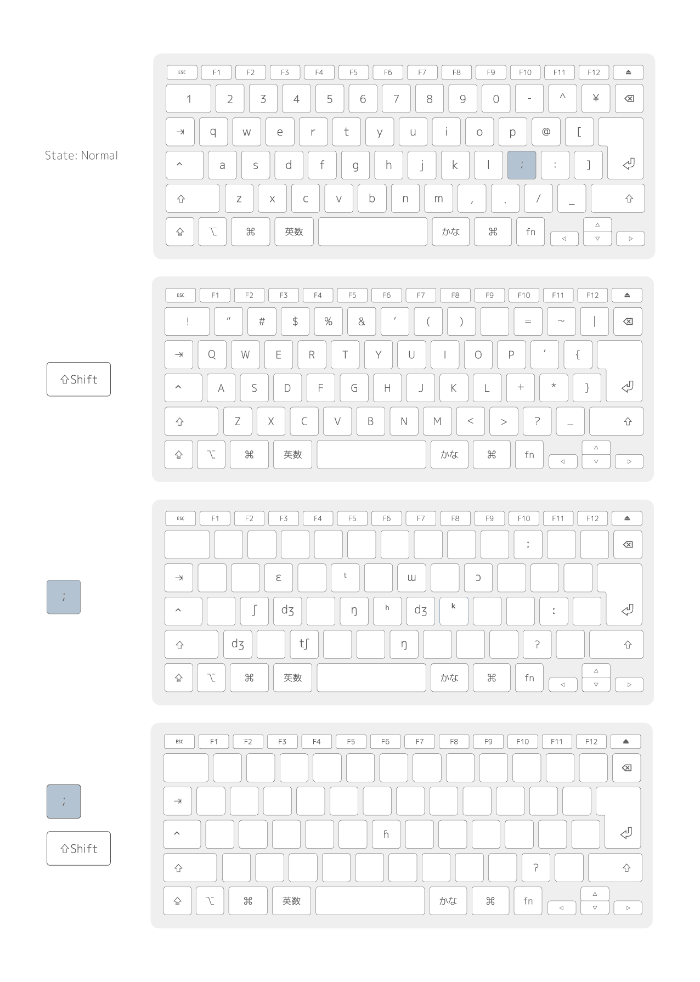 esc F1 F2 F3 F4 F5 F6 F7 F8 F9 F10 F11 F12 ⏏
1 2 3 4 5 6 7 8 9 0 - ^ ¥ ⌫
⇥ q w e r t y u i o p @ [
State: Normal
^ a s d f g h j k l ; : ] ⏎
⇧ z x c v b n m , . / _ ⇧
⇪ ⌥ ⌘ 英数 かな ⌘ fn ◁ △ ▽ ▷
esc F1 F2 F3 F4 F5 F6 F7 F8 F9 F10 F11 F12 ⏏
! " # $ % & ' ( ) = ~ | ⌫
⇥ Q W E R T Y U I O P ‘ {
⇧Shift
^ A S D F G H J K L + * } ⏎
⇧ Z X C V B N M < > ? _ ⇧
⇪ ⌥ ⌘ 英数 かな ⌘ fn ◁ △ ▽ ▷
esc F1 F2 F3 F4 F5 F6 F7 F8 F9 F10 F11 F12 ⏏
: ⌫
⇥ ɛ ᵗ ɯ ɔ
;
^ ʃ dʒ ŋ ʰ dʒ ᵏ : ⏎
⇧ dʒ tʃ ŋ ʔ ⇧
⇪ ⌥ ⌘ 英数 かな ⌘ fn ◁ △ ▽ ▷
esc F1 F2 F3 F4 F5 F6 F7 F8 F9 F10 F11 F12 ⏏
⌫
⇥
;
^ ɦ ⏎
⇧Shift
⇧ ʔ ⇧
⇪ ⌥ ⌘ 英数 かな ⌘ fn ◁ △ ▽ ▷